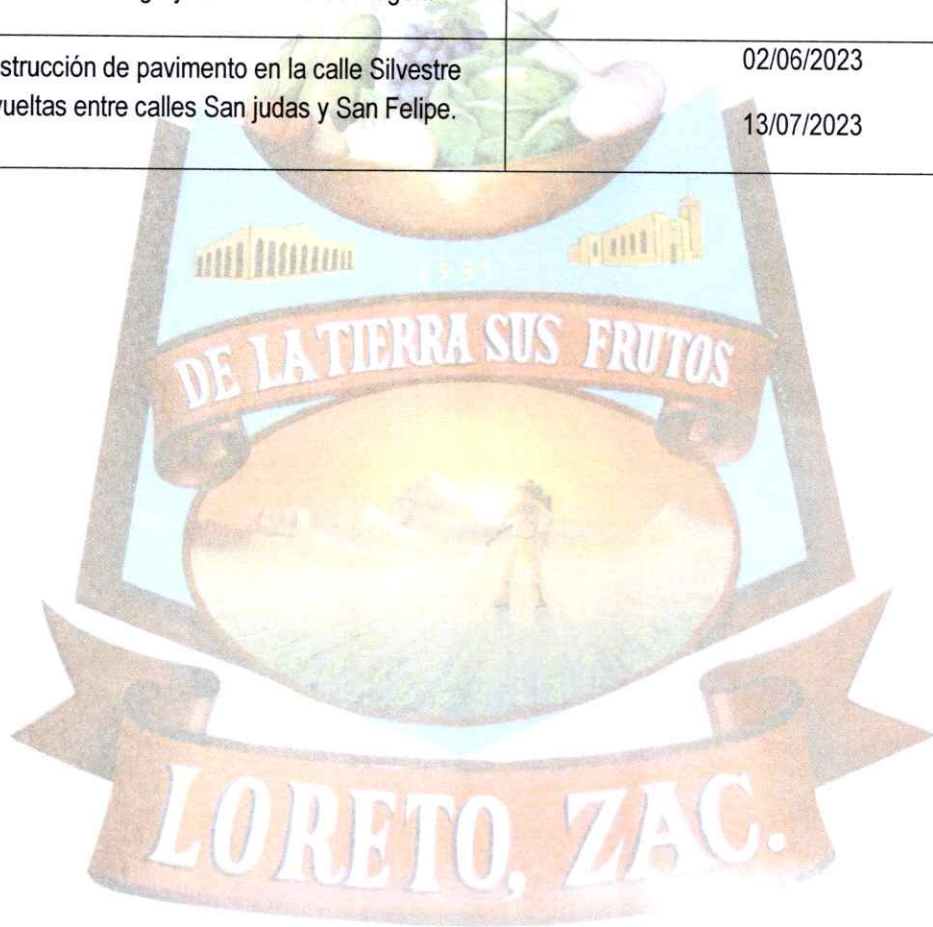 strucción de pavimento en la calle Silvestre
vueltas entre calles San judas y San Felipe.
02/06/2023
13/07/2023
DE LA TIERRA SUS FRUTOS
LORETO, ZAC.